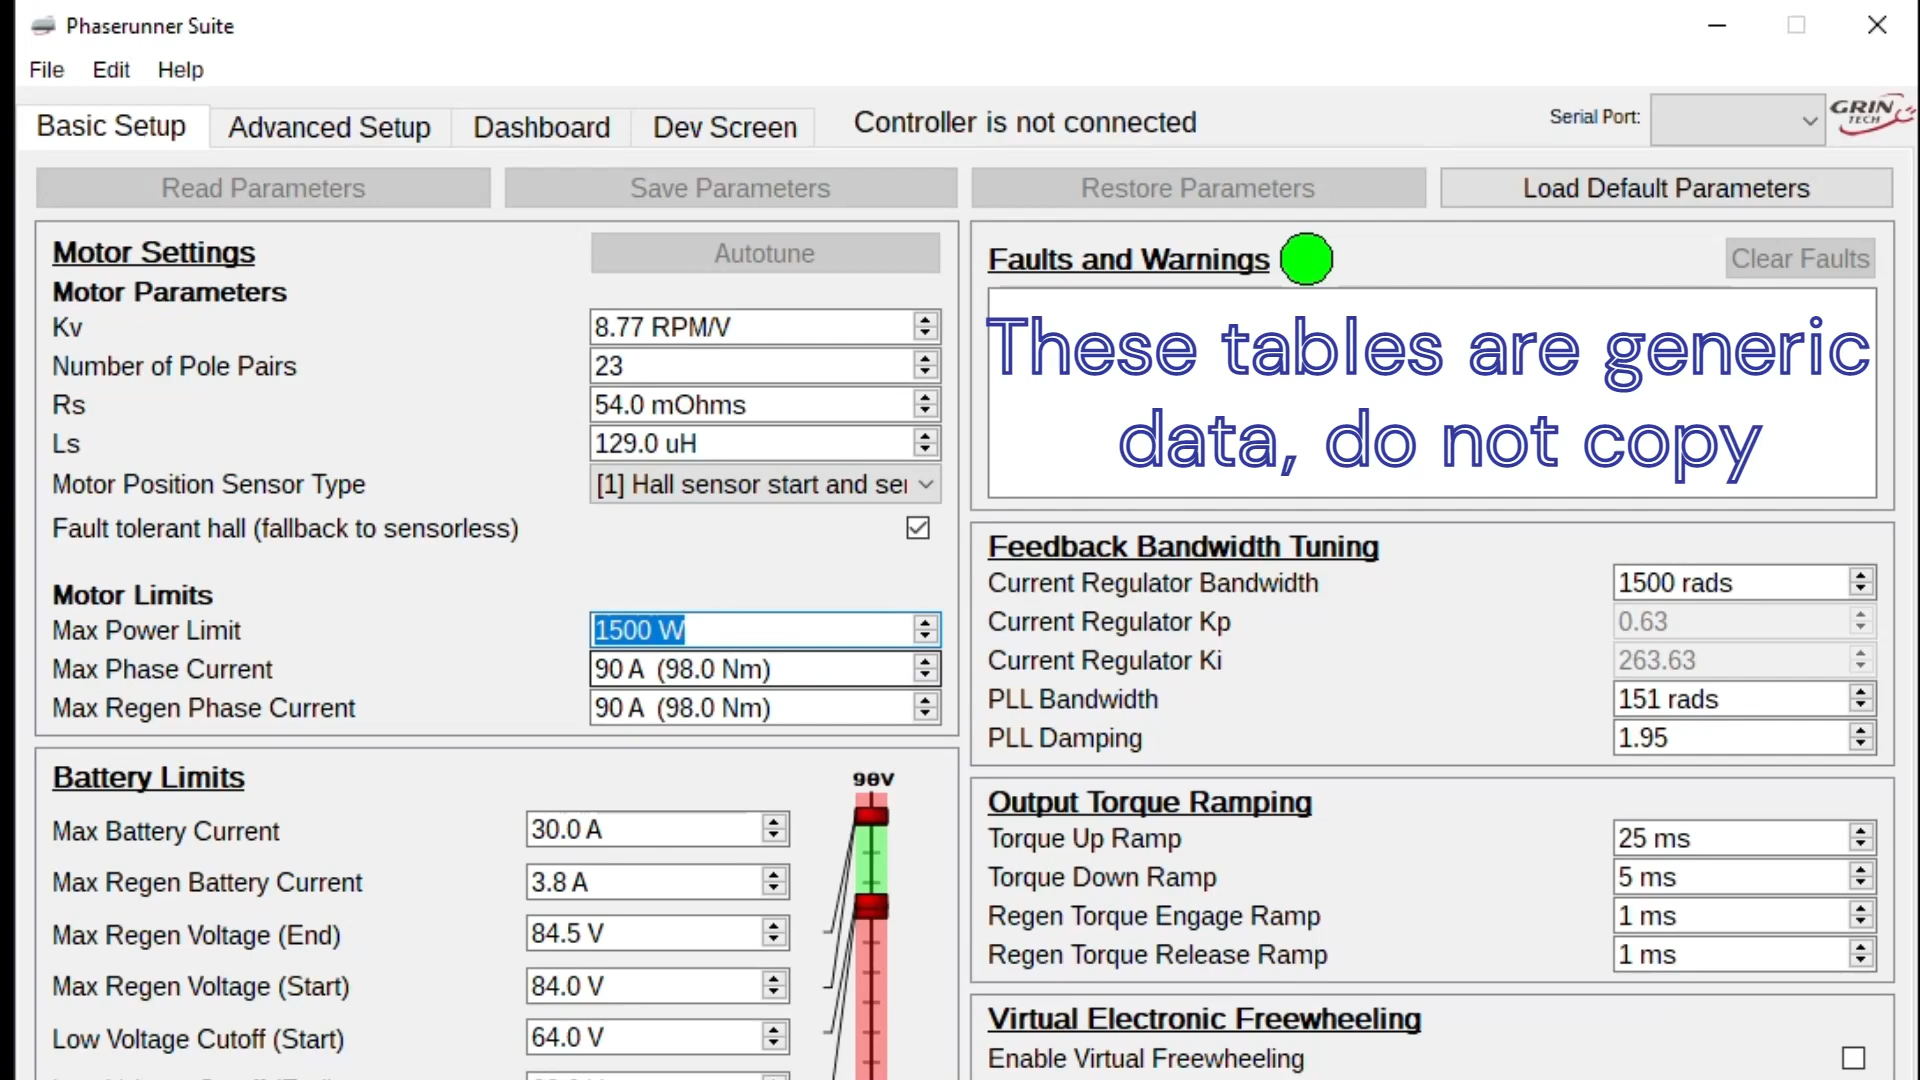 Phaserunner Suite
File Edit Help
Basic Setup Advanced Setup Dashboard Dev Screen Controller is not connected Serial Port: GRIN TECH
Read Parameters Save Parameters Restore Parameters Load Default Parameters
Motor Settings Autotune
Motor Parameters
Kv 8.77 RPM/V
Number of Pole Pairs 23
Rs 54.0 mOhms
Ls 129.0 uH
Motor Position Sensor Type [1] Hall sensor start and
Fault tolerant hall (fallback to sensorless)
Motor Limits
Max Power Limit 1500 W
Max Phase Current 90 A (98.0 Nm)
Max Regen Phase Current 90 A (98.0 Nm)
Battery Limits 90V
Max Battery Current 30.0 A
Max Regen Battery Current 3.8 A
Max Regen Voltage (End) 84.5 V
Max Regen Voltage (Start) 84.0 V
Low Voltage Cutoff (Start) 64.0 V
Faults and Warnings Clear Faults
These tables are generic
data, do not copy
Feedback Bandwidth Tuning
Current Regulator Bandwidth 1500 rads
Current Regulator Kp 0.63
Current Regulator Ki 263.63
PLL Bandwidth 151 rads
PLL Damping 1.95
Output Torque Ramping
Torque Up Ramp 25 ms
Torque Down Ramp 5 ms
Regen Torque Engage Ramp 1 ms
Regen Torque Release Ramp 1 ms
Virtual Electronic Freewheeling
Enable Virtual Freewheeling